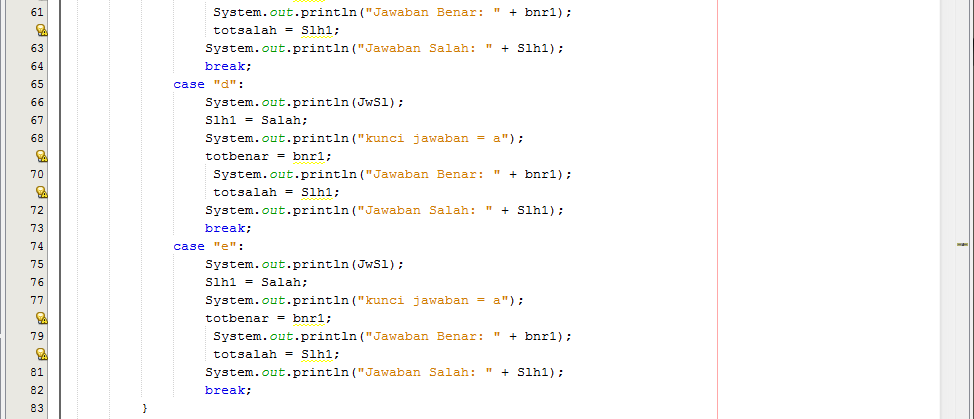 61 System.out.println("Jawaban Benar: " + bnr1);
totsalah = Slh1;
63 System.out.println("Jawaban Salah: " + Slh1);
64 break;
65 case "d":
66 System.out.println(JwSl);
67 Slh1 = Salah;
68 System.out.println("kunci jawaban = a");
totbenar = bnr1;
70 System.out.println("Jawaban Benar: " + bnr1);
totsalah = Slh1;
72 System.out.println("Jawaban Salah: " + Slh1);
73 break;
74 case "e":
75 System.out.println(JwSl);
76 Slh1 = Salah;
77 System.out.println("kunci jawaban = a");
totbenar = bnr1;
79 System.out.println("Jawaban Benar: " + bnr1);
totsalah = Slh1;
81 System.out.println("Jawaban Salah: " + Slh1);
82 break;
83 }